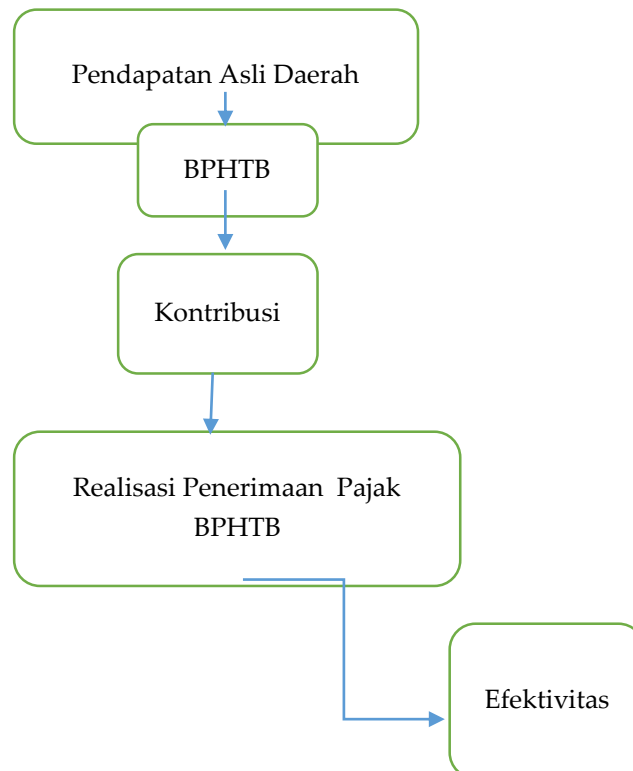 Pendapatan Asli Daerah
BPHTB
Kontribusi
Realisasi Penerimaan Pajak
BPHTB
Efektivitas